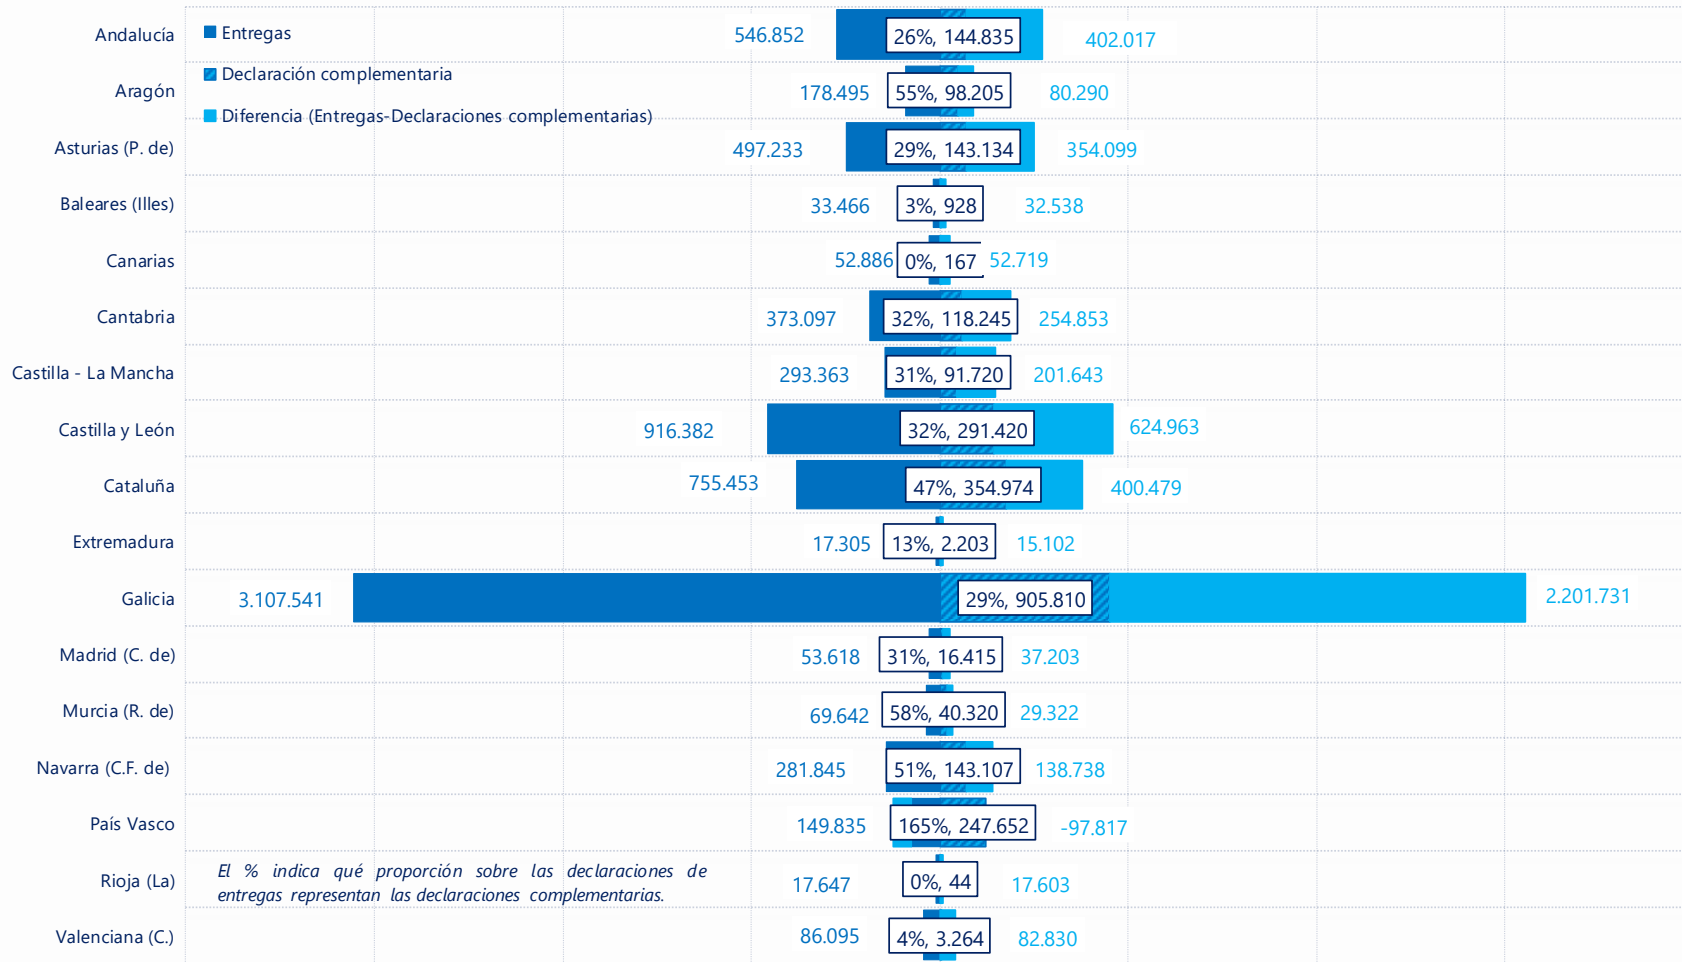 Entregas
Declaración complementaria
Diferencia (Entregas-Declaraciones complementarias)
Andalucía 546.852 26%, 144.835 402.017
Aragón 178.495 55%, 98.205 80.290
Asturias (P. de) 497.233 29%, 143.134 354.099
Baleares (Illes) 33.466 3%, 928 32.538
Canarias 52.886 0%, 167 52.719
Cantabria 373.097 32%, 118.245 254.853
Castilla - La Mancha 293.363 31%, 91.720 201.643
Castilla y León 916.382 32%, 291.420 624.963
Cataluña 755.453 47%, 354.974 400.479
Extremadura 17.305 13%, 2.203 15.102
Galicia 3.107.541 29%, 905.810 2.201.731
Madrid (C. de) 53.618 31%, 16.415 37.203
Murcia (R. de) 69.642 58%, 40.320 29.322
Navarra (C.F. de) 281.845 51%, 143.107 138.738
País Vasco 149.835 165%, 247.652 -97.817
Rioja (La) 17.647 0%, 44 17.603
Valenciana (C.) 86.095 4%, 3.264 82.830
El % indica qué proporción sobre las declaraciones de
entregas representan las declaraciones complementarias.